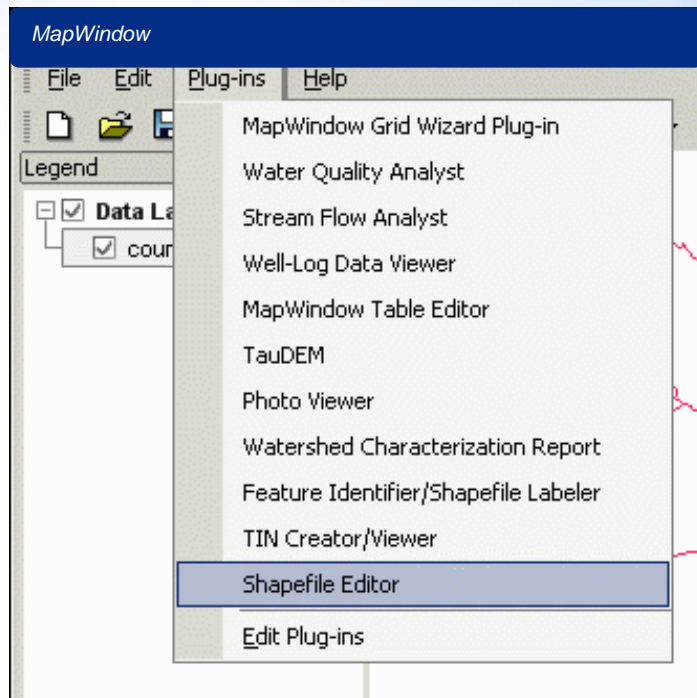 MapWindow
File Edit Plug-ins Help
Legend
Data La
cour
MapWindow Grid Wizard Plug-in
Water Quality Analyst
Stream Flow Analyst
Well-Log Data Viewer
MapWindow Table Editor
TauDEM
Photo Viewer
Watershed Characterization Report
Feature Identifier/Shapefile Labeler
TIN Creator/Viewer
Shapefile Editor
Edit Plug-ins